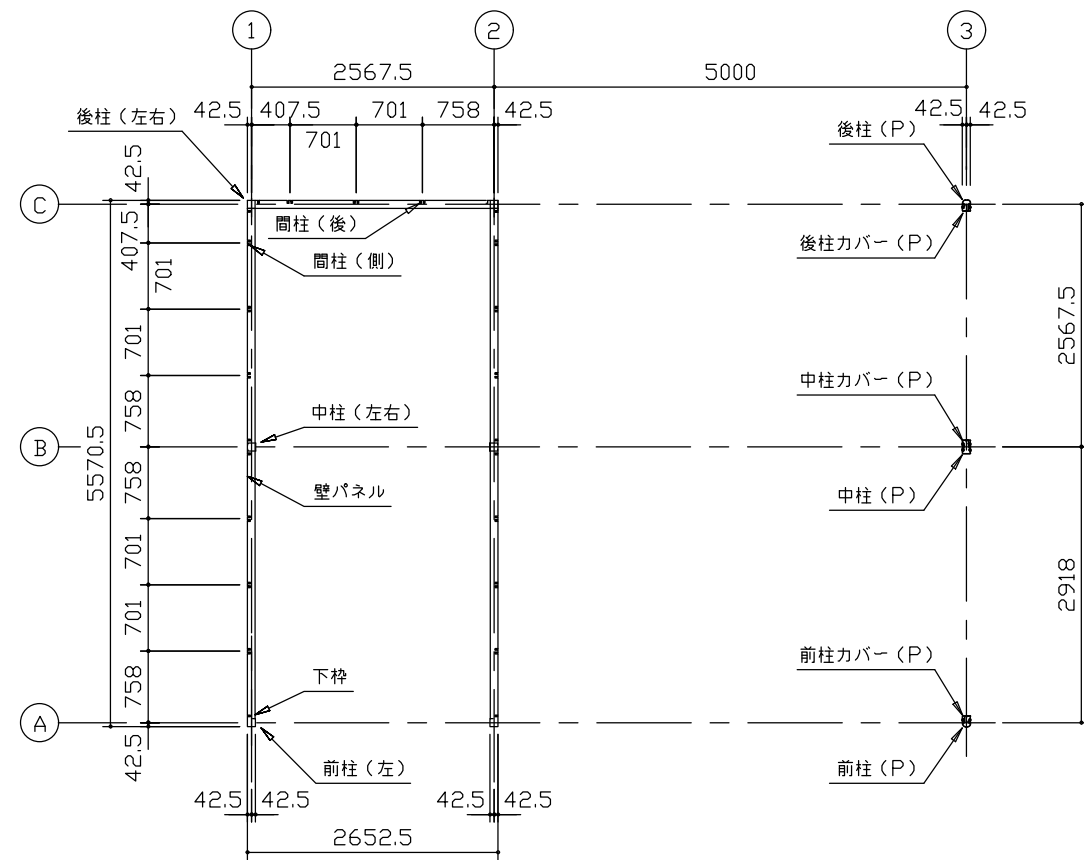 1
2
3
2567.5
5000
42.5
407.5
701
701
758
42.5
42.5
42.5
後柱（左右）
後柱（P）
42.5
C
間柱（後）
後柱カバー（P）
407.5
間柱（側）
701
2567.5
701
中柱カバー（P）
758
中柱（左右）
B
5570.5
758
壁パネル
中柱（P）
701
2918
701
前柱カバー（P）
758
下枠
A
42.5
前柱（左）
前柱（P）
42.5
42.5
42.5
42.5
2652.5